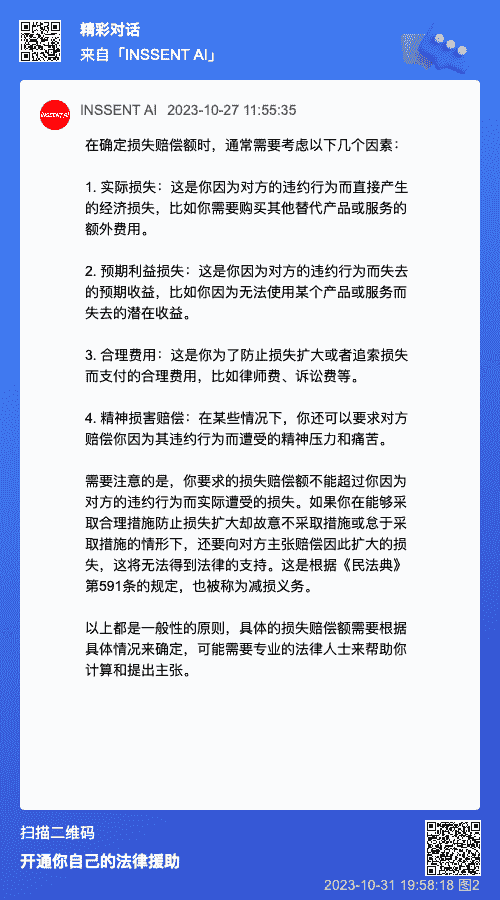 精彩对话
来自「INSSENT AI」
INSSENT AI
INSSENT AI 2023-10-27 11:55:35
在确定损失赔偿额时，通常需要考虑以下几个因素：
1. 实际损失：这是你因为对方的违约行为而直接产生
的经济损失，比如你需要购买其他替代产品或服务的
额外费用。
2. 预期利益损失：这是你因为对方的违约行为而失去
的预期收益，比如你因为无法使用某个产品或服务而
失去的潜在收益。
3. 合理费用：这是你为了防止损失扩大或者追索损失
而支付的合理费用，比如律师费、诉讼费等。
4. 精神损害赔偿：在某些情况下，你还可以要求对方
赔偿你因为其违约行为而遭受的精神压力和痛苦。
需要注意的是，你要求的损失赔偿额不能超过你因为
对方的违约行为而实际遭受的损失。如果你在能够采
取合理措施防止损失扩大却故意不采取措施或怠于采
取措施的情形下，还要向对方主张赔偿因此扩大的损
失，这将无法得到法律的支持。这是根据《民法典》
第591条的规定，也被称为减损义务。
以上都是一般性的原则，具体的损失赔偿额需要根据
具体情况来确定，可能需要专业的法律人士来帮助你
计算和提出主张。
扫描二维码
开通你自己的法律援助
2023-10-31 19:58:18 图2